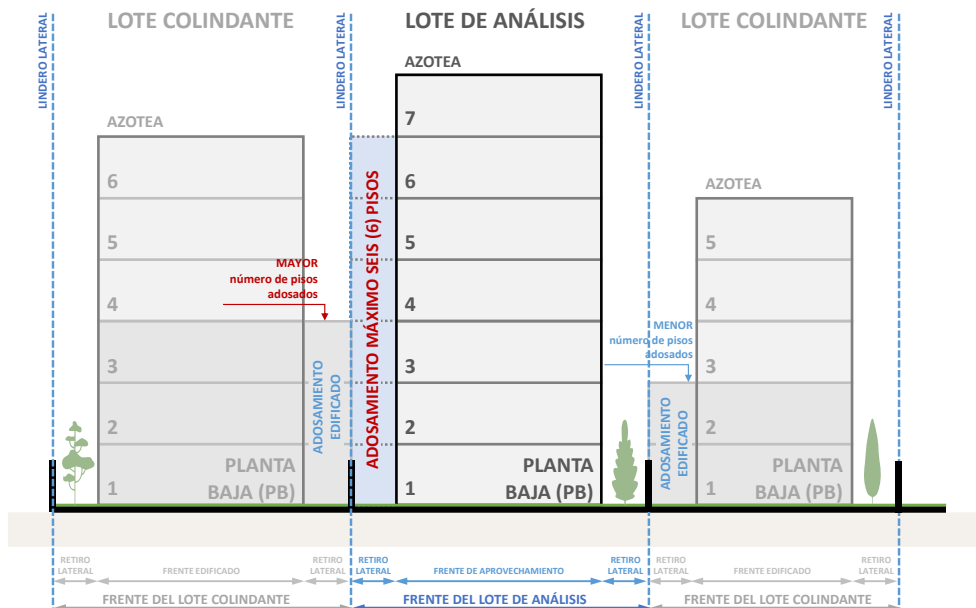 LOTE COLINDANTE
LOTE DE ANÁLISIS
LOTE COLINDANTE
LINDERO LATERAL
LINDERO LATERAL
LINDERO LATERAL
LINDERO LATERAL
AZOTEA
6
5
4
3
2
1
PLANTA
BAJA (PB)
MAYOR
número de pisos
adosados
ADOSAMIENTO
EDIFICADO
ADOSAMIENTO MÁXIMO SEIS (6) PISOS
AZOTEA
7
6
5
4
3
2
1
PLANTA
BAJA (PB)
MENOR
número de pisos
adosados
ADOSAMIENTO
EDIFICADO
AZOTEA
5
4
3
2
1
PLANTA
BAJA (PB)
RETIRO
LATERAL
FRENTE EDIFICADO
RETIRO
LATERAL
RETIRO
LATERAL
FRENTE DE APROVECHAMIENTO
RETIRO
LATERAL
RETIRO
LATERAL
FRENTE EDIFICADO
RETIRO
LATERAL
FRENTE DEL LOTE COLINDANTE
FRENTE DEL LOTE DE ANÁLISIS
FRENTE DEL LOTE COLINDANTE